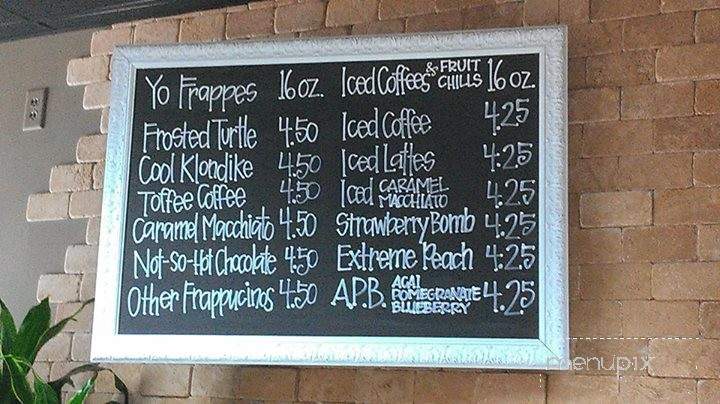 Yo Frappes 16 oz.
Frosted Turtle 4.50
Cool Klondike 4.50
Toffee Coffee 4.50
Caramel Macchiato 4.50
Not-so-Hot Chocolate 4.50
Other Frappucinos 4.50
Iced Coffees & FRUIT CHILLS 16 oz.
Iced Coffee 4.25
Iced Lattes 4.25
Iced CARAMEL MACCHIATO 4.25
Strawberry Bomb 4.25
Extreme Peach 4.25
A.P.B. ACAI POMEGRANATE BLUEBERRY 4.25
menupix